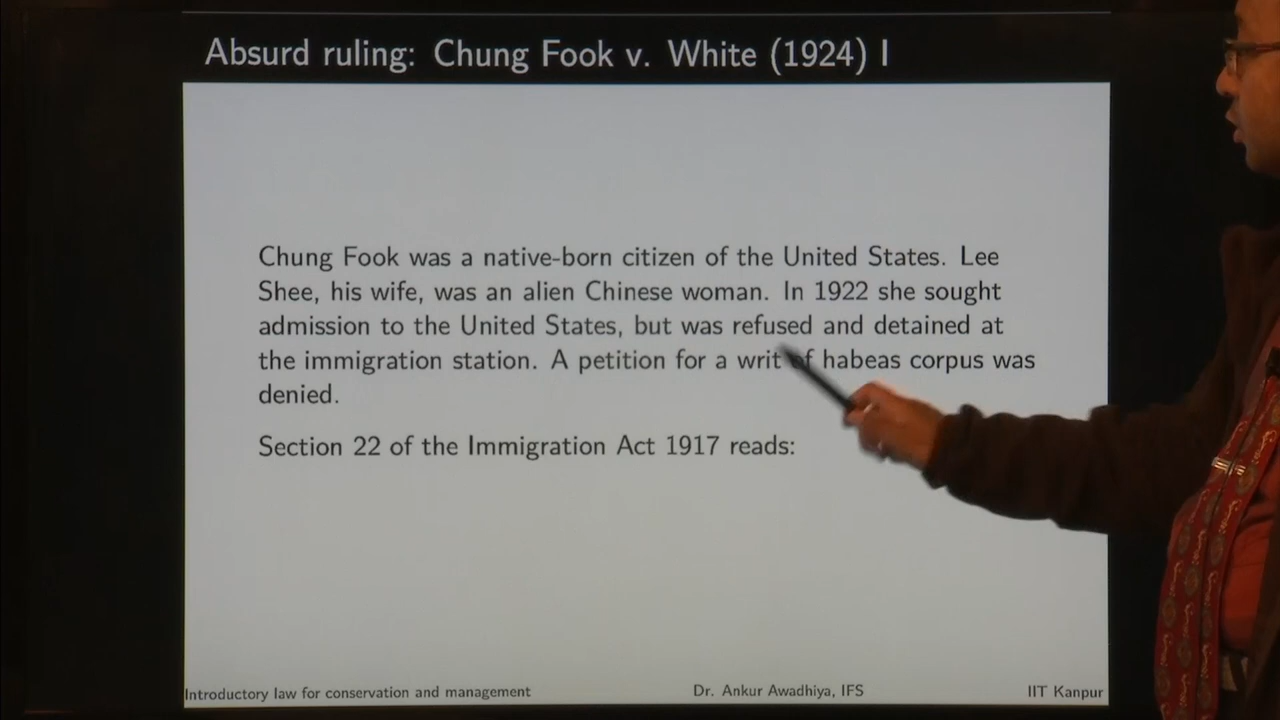 Absurd ruling: Chung Fook v. White (1924) I
Chung Fook was a native-born citizen of the United States. Lee
Shee, his wife, was an alien Chinese woman. In 1922 she sought
admission to the United States, but was refused and detained at
the immigration station. A petition for a writ of habeas corpus was
denied.
Section 22 of the Immigration Act 1917 reads:
Introductory law for conservation and management Dr. Ankur Awadhiya, IFS IIT Kanpur